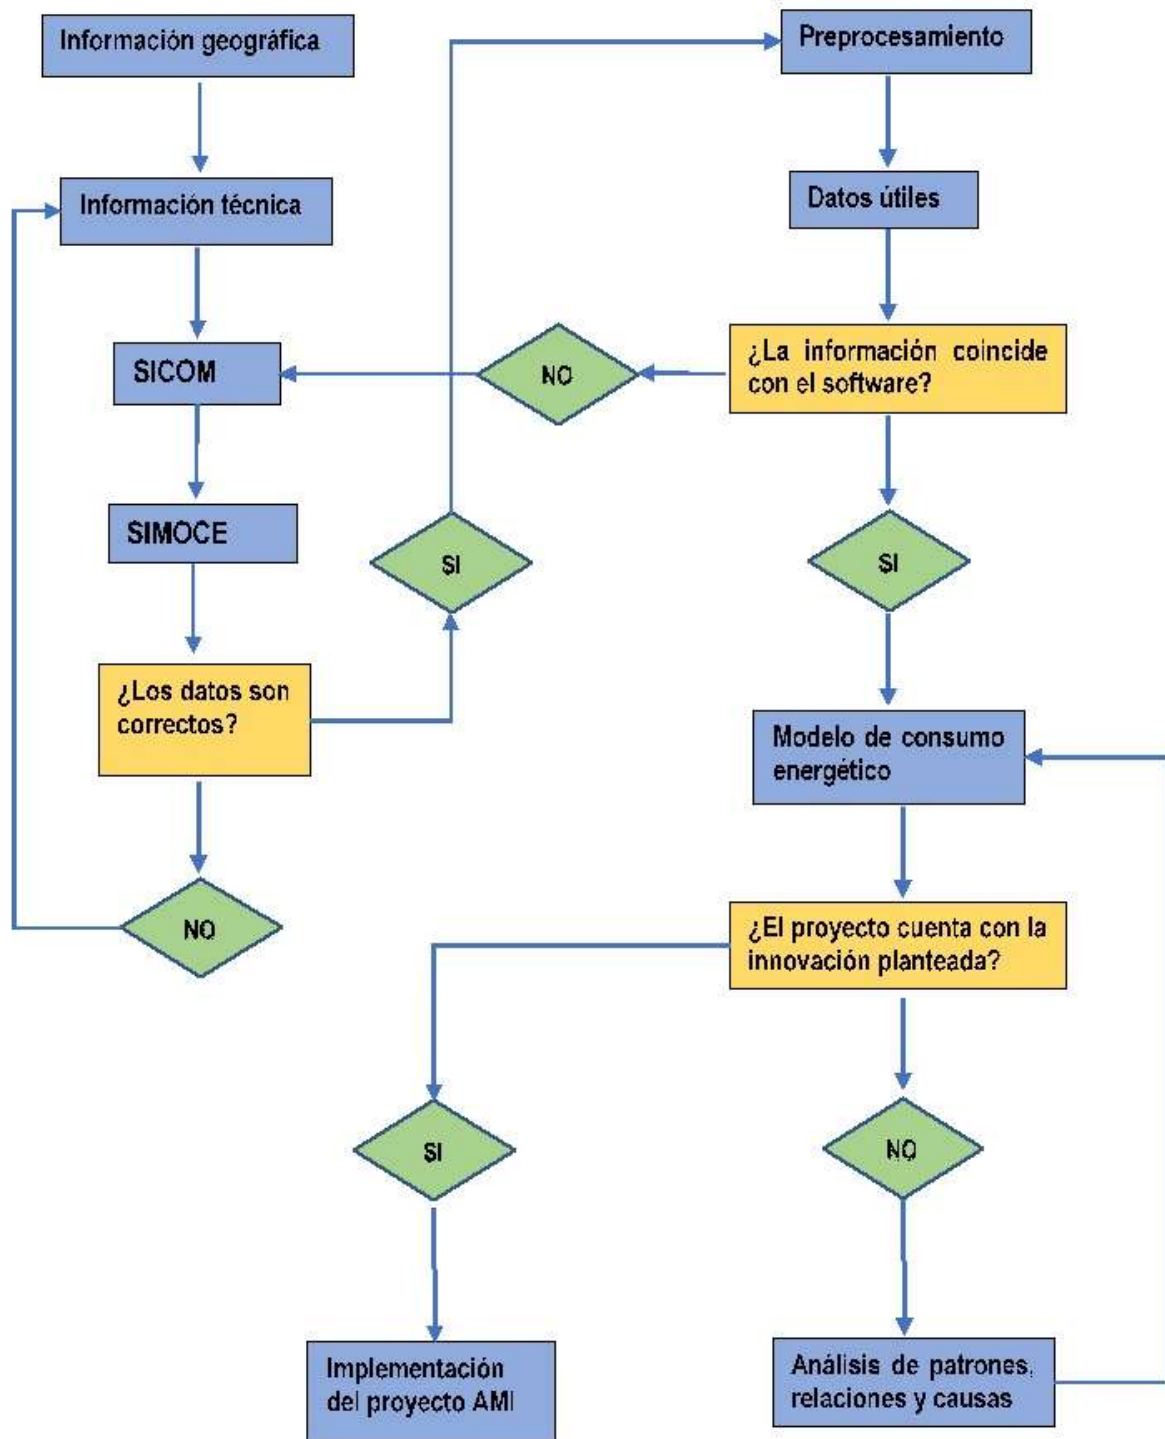 Información geográfica
Información técnica
SICOM
SIMOCE
¿Los datos son
correctos?
NO
SI
Preprocesamiento
Datos útiles
¿La información coincide
con el software?
NO
SI
Modelo de consumo
energético
¿El proyecto cuenta con la
innovación planteada?
SI
NO
Implementación
del proyecto AMI
Análisis de patrones,
relaciones y causas